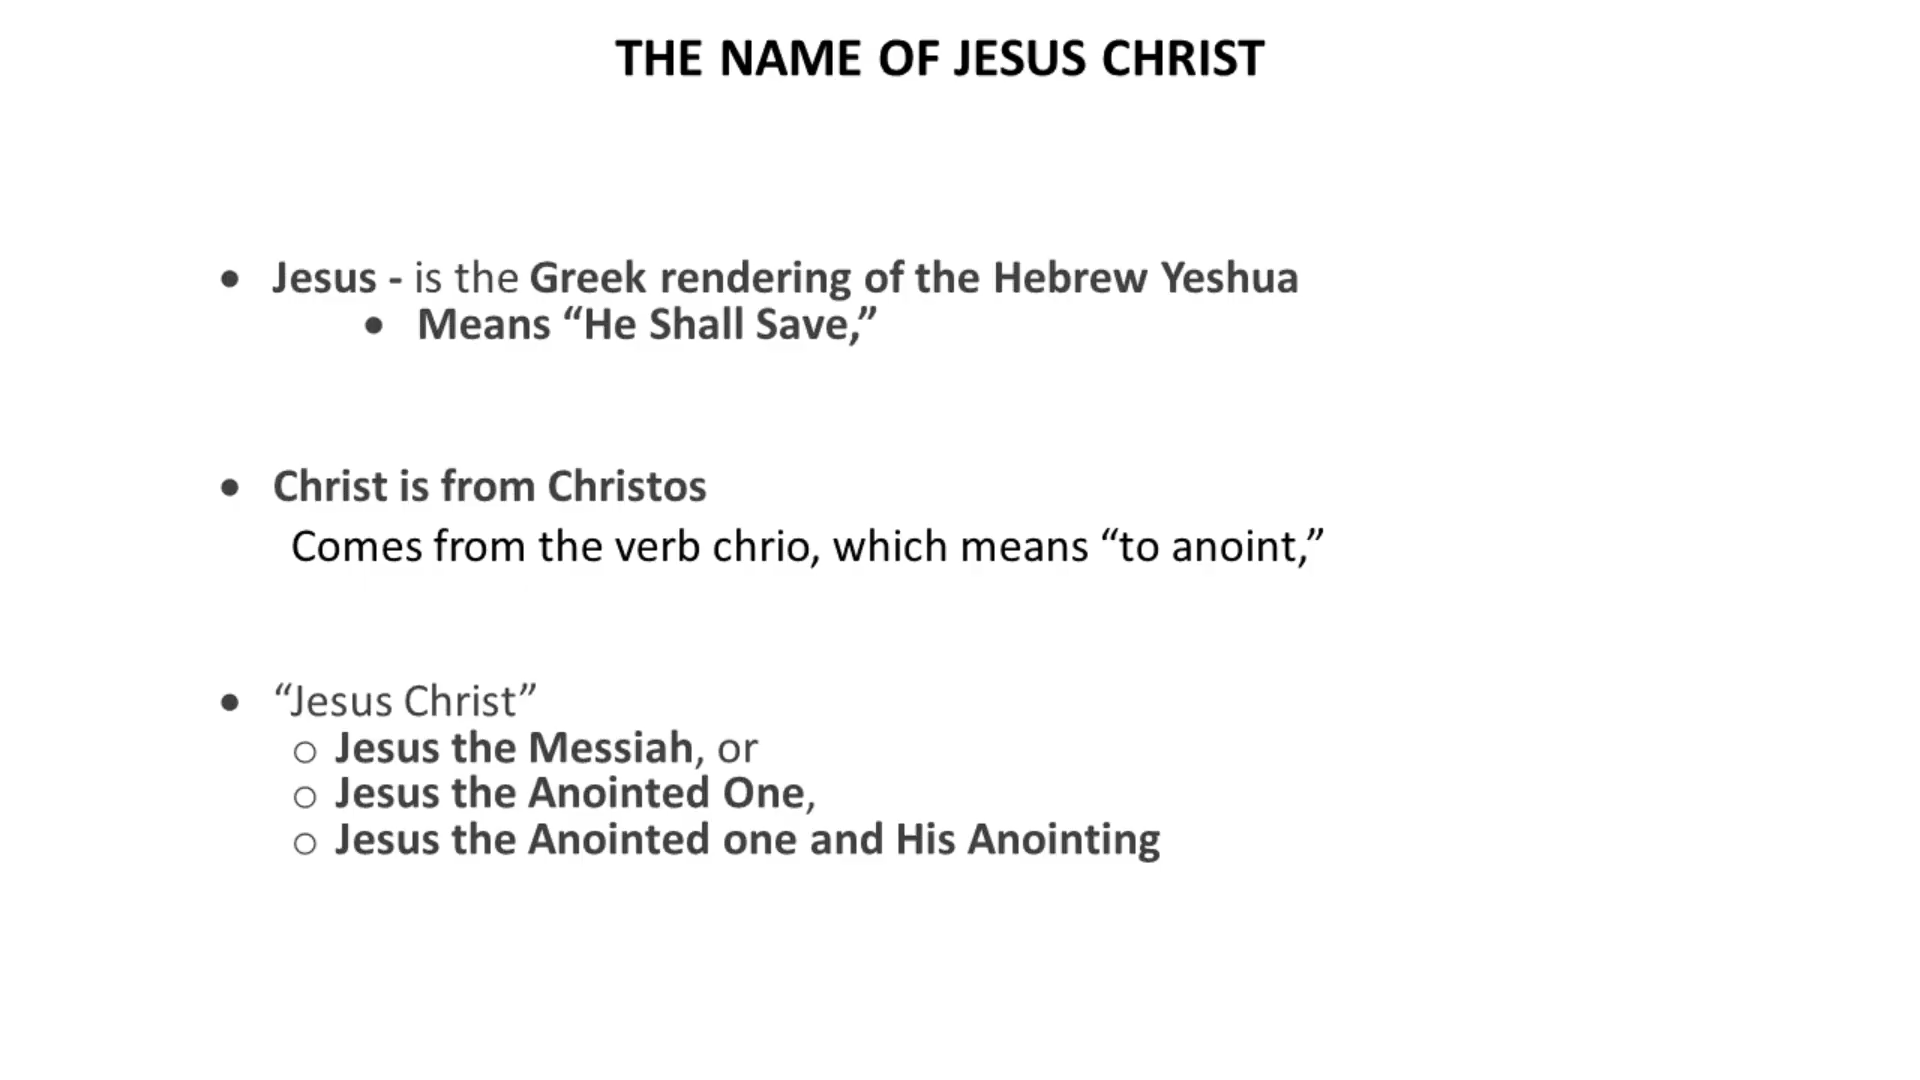 THE NAME OF JESUS CHRIST
• Jesus - is the Greek rendering of the Hebrew Yeshua
• Means “He Shall Save,”
• Christ is from Christos
Comes from the verb chrio, which means “to anoint,”
• “Jesus Christ”
○ Jesus the Messiah, or
○ Jesus the Anointed One,
○ Jesus the Anointed one and His Anointing